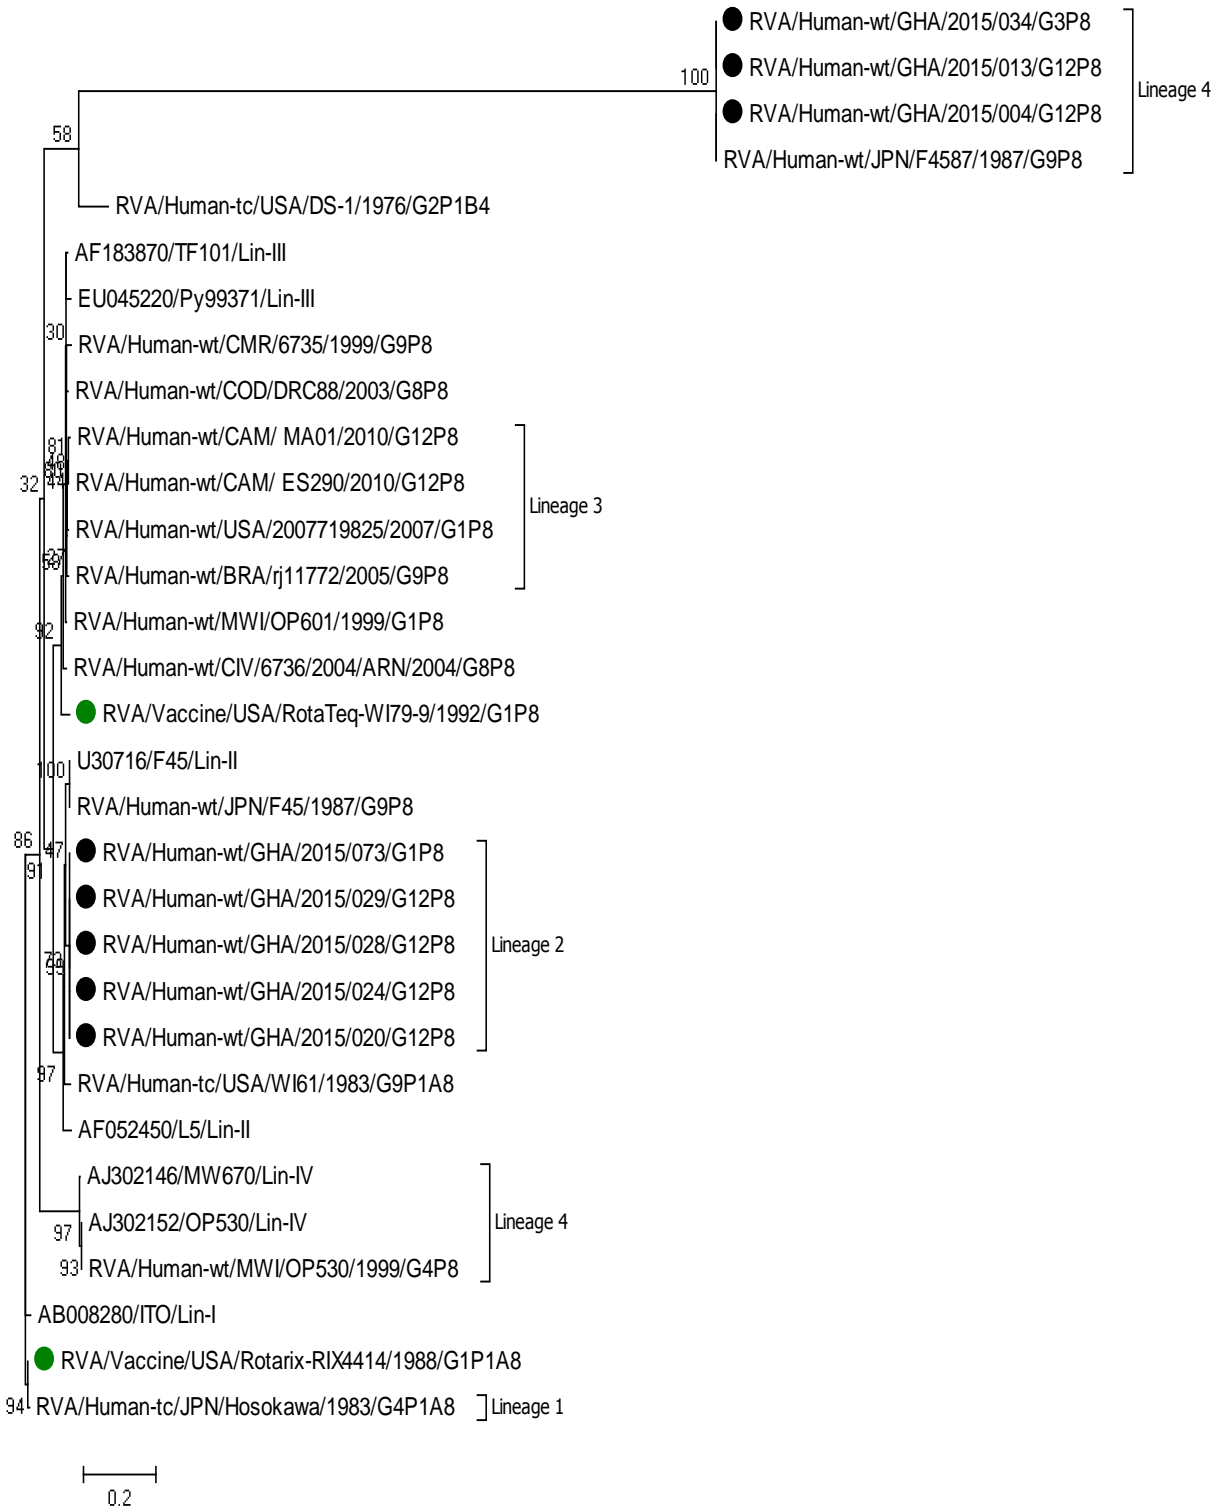 RVA/Human-wt/GHA/2015/034/G3P8
RVA/Human-wt/GHA/2015/013/G12P8
100
Lineage 4
RVA/Human-wt/GHA/2015/004/G12P8
58
RVA/Human-wt/JPN/F4587/1987/G9P8
RVA/Human-tc/USA/DS-1/1976/G2P1B4
AF183870/TF101/Lin-III
EU045220/Py99371/Lin-III
30
RVA/Human-wt/CMR/6735/1999/G9P8
RVA/Human-wt/COD/DRC88/2003/G8P8
RVA/Human-wt/CAM/ MA01/2010/G12P8
81
32
RVA/Human-wt/CAM/ ES290/2010/G12P8
Lineage 3
RVA/Human-wt/USA/2007719825/2007/G1P8
RVA/Human-wt/BRA/rj11772/2005/G9P8
RVA/Human-wt/MWI/OP601/1999/G1P8
92
RVA/Human-wt/CIV/6736/2004/ARN/2004/G8P8
RVA/Vaccine/USA/RotaTeq-WI79-9/1992/G1P8
U30716/F45/Lin-II
100
RVA/Human-wt/JPN/F45/1987/G9P8
86
47
RVA/Human-wt/GHA/2015/073/G1P8
91
RVA/Human-wt/GHA/2015/029/G12P8
RVA/Human-wt/GHA/2015/028/G12P8
Lineage 2
RVA/Human-wt/GHA/2015/024/G12P8
RVA/Human-wt/GHA/2015/020/G12P8
97
RVA/Human-tc/USA/WI61/1983/G9P1A8
AF052450/L5/Lin-II
AJ302146/MW670/Lin-IV
AJ302152/OP530/Lin-IV
Lineage 4
97
93
RVA/Human-wt/MWI/OP530/1999/G4P8
AB008280/ITO/Lin-I
RVA/Vaccine/USA/Rotarix-RIX4414/1988/G1P1A8
94
RVA/Human-tc/JPN/Hosokawa/1983/G4P1A8
Lineage 1
0.2